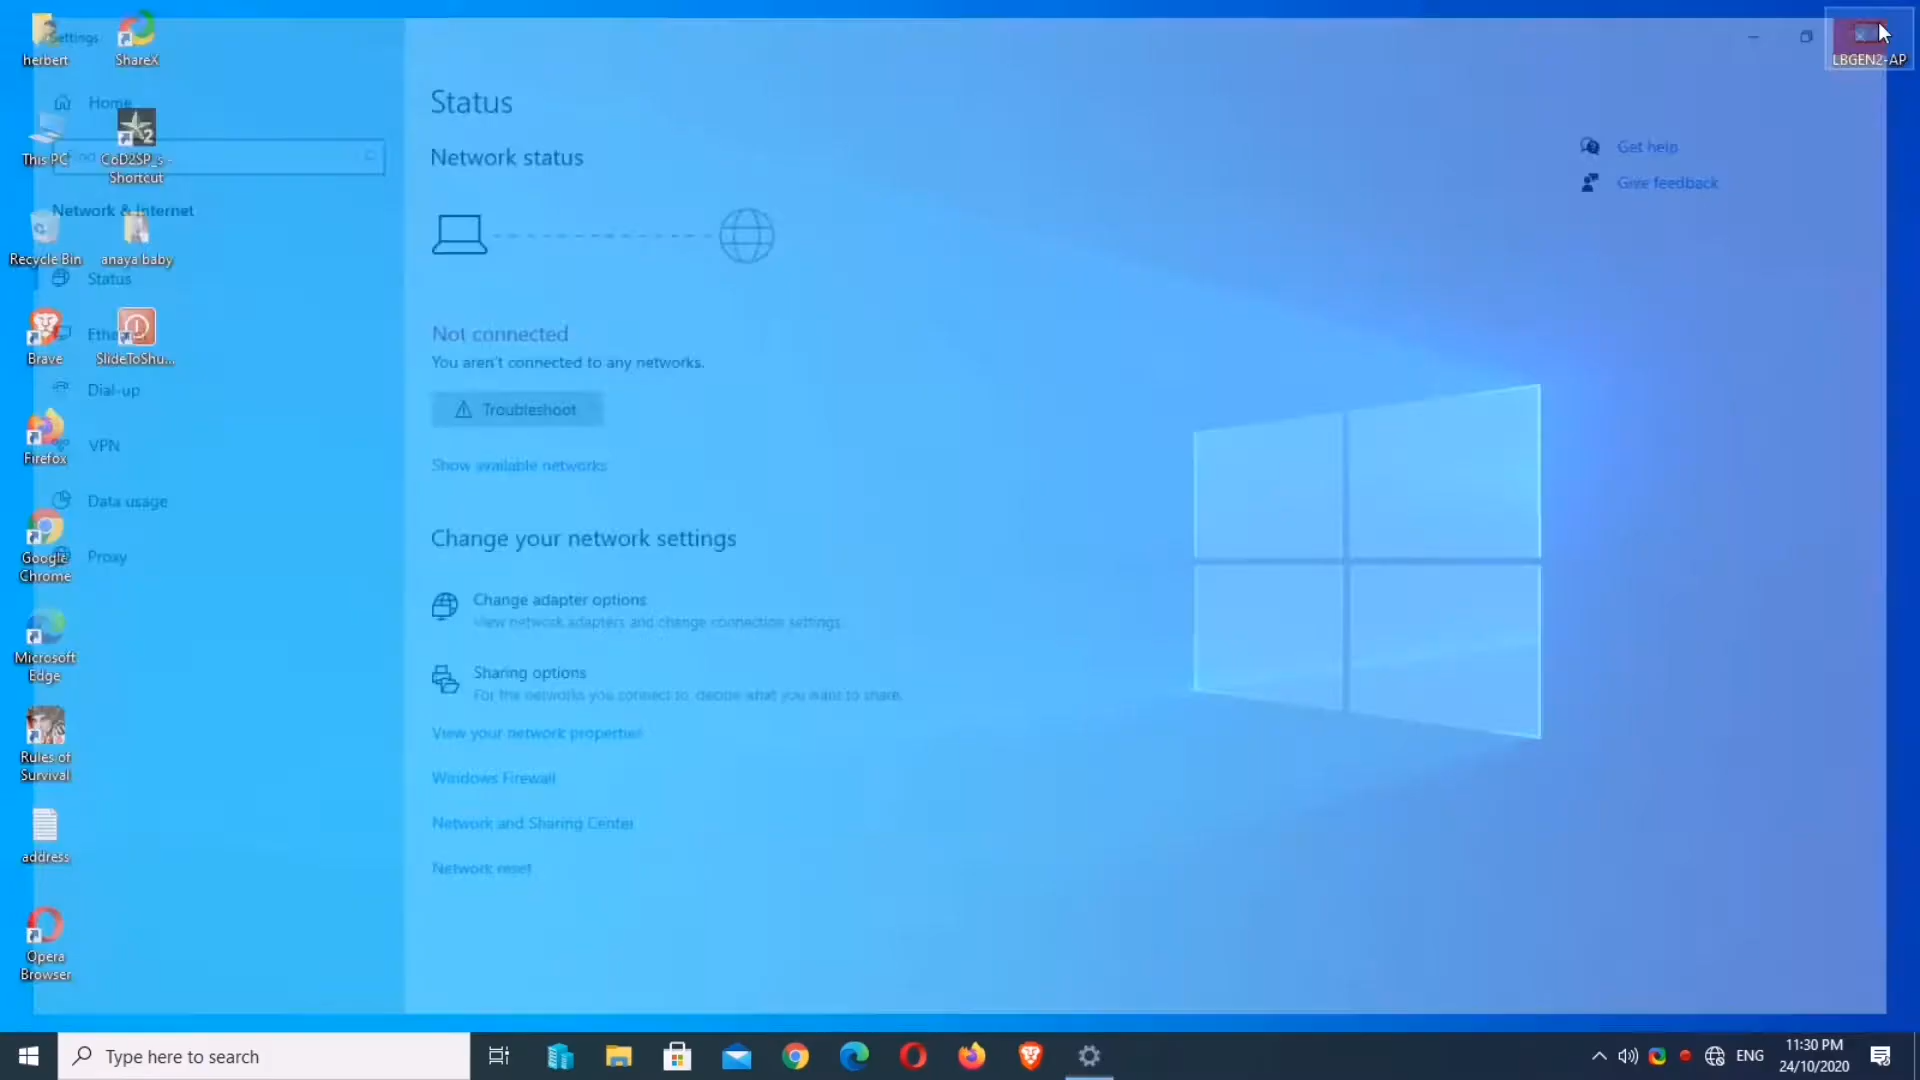 Settings
herbert
ShareX
LBGEN2-AP
Home
This PC
Find
CoD2SP_s - Shortcut
Network & Internet
Recycle Bin
anaya baby
Status
Brave
SlideToShu...
Dial-up
Firefox
VPN
Data usage
Google Chrome
Proxy
Microsoft Edge
Rules of Survival
address
Opera Browser
Status
Network status
Get help
Give feedback
Not connected
You aren't connected to any networks.
Troubleshoot
Show available networks
Change your network settings
Change adapter options
View network adapters and change connection settings.
Sharing options
For the networks you connect to, decide what you want to share.
View your network properties
Windows Firewall
Network and Sharing Center
Network reset
Type here to search
2
ENG
11:30 PM
24/10/2020